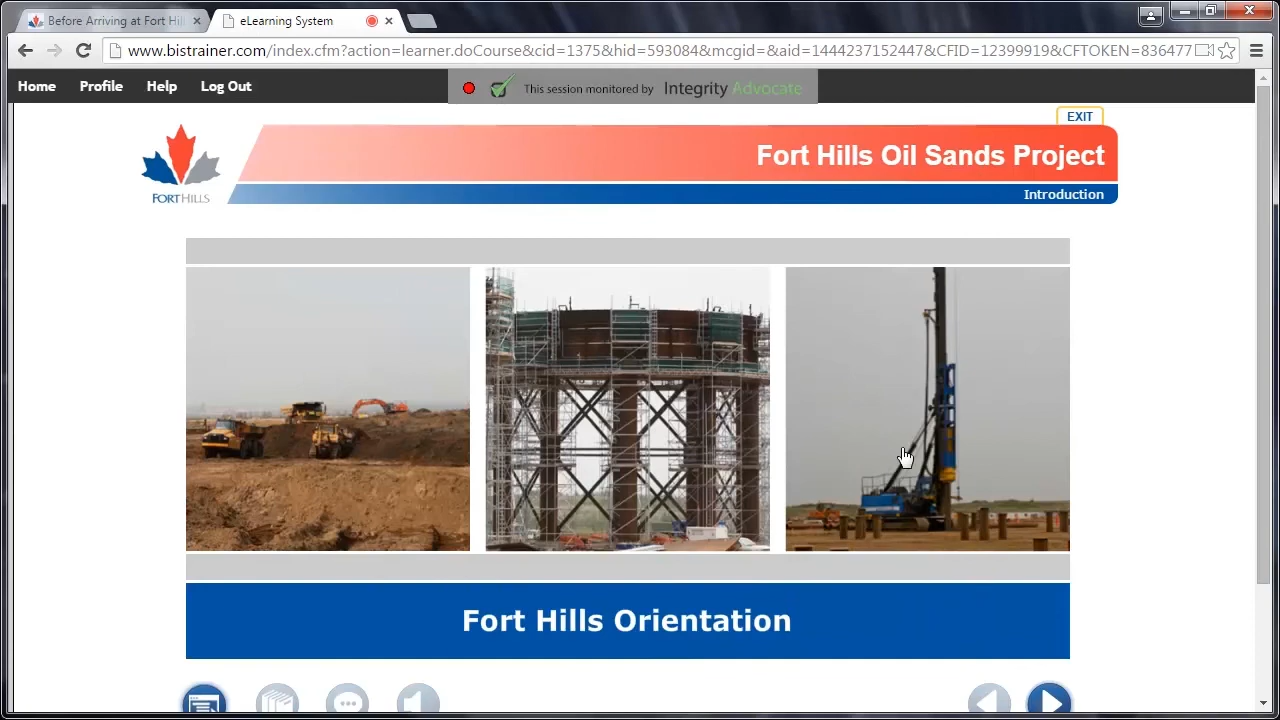 Before Arriving at Fort Hill
eLearning System
www.bistrainer.com/index.cfm?action=learner.doCourse&cid=1375&hid=593084&mcgid=&aid=1444237152447&CFID=12399919&CFTOKEN=836477
Home Profile Help Log Out
This session monitored by Integrity Advocate
EXIT
Fort Hills Oil Sands Project
FORT HILLS
Introduction
Fort Hills Orientation